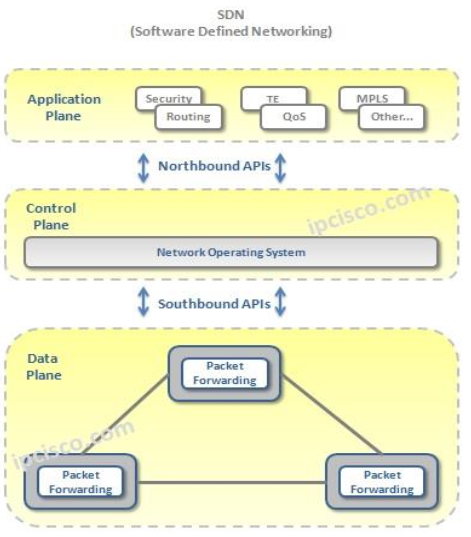 SDN
(Software Defined Networking)
Application
Plane
Security
Routing
TE
QoS
MPLS
Other...
Northbound APIs
Control
Plane
ipcisco.com
Network Operating System
Southbound APIs
Data
Plane
Packet
Forwarding
ipcisco.com
Packet
Forwarding
Packet
Forwarding